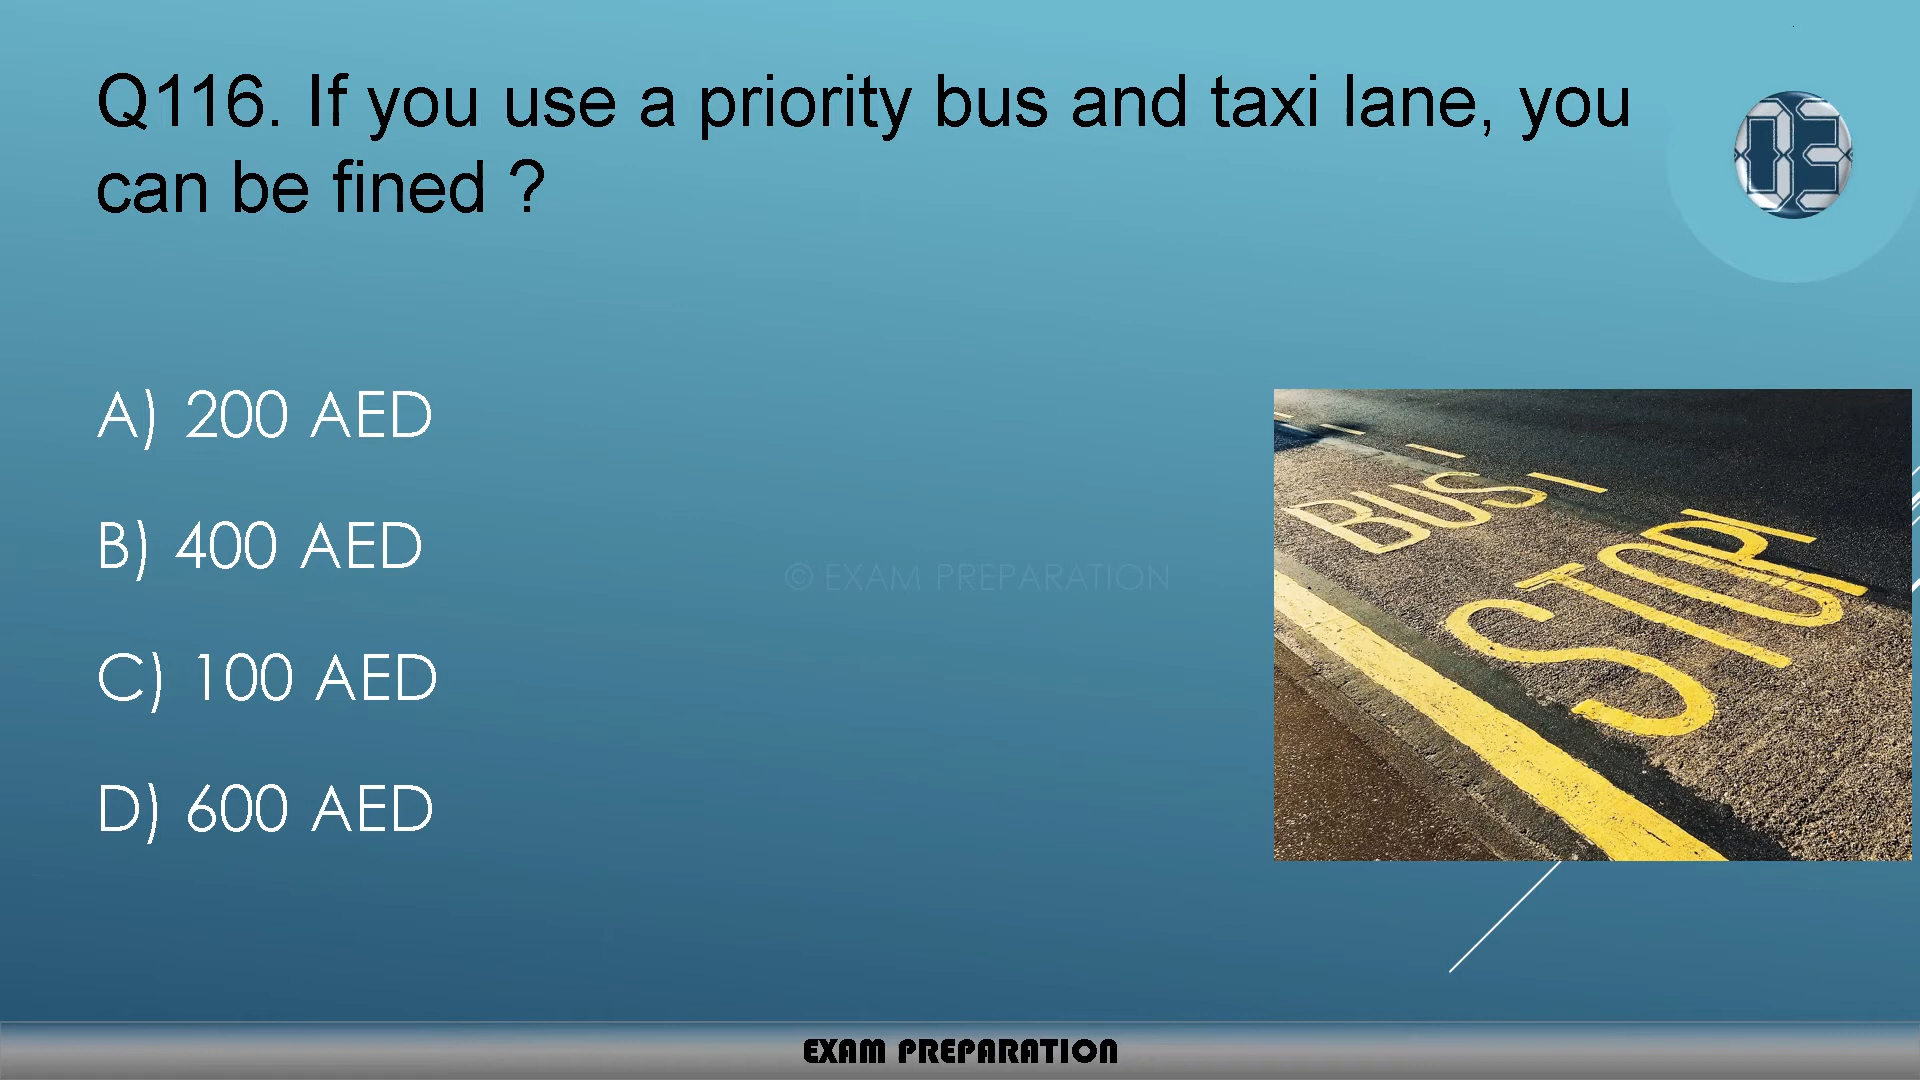 Q116. If you use a priority bus and taxi lane, you
can be fined ?
03
A) 200 AED
B) 400 AED
C) 100 AED
D) 600 AED
© EXAM PREPARATION
BUS
STOP
EXAM PREPARATION